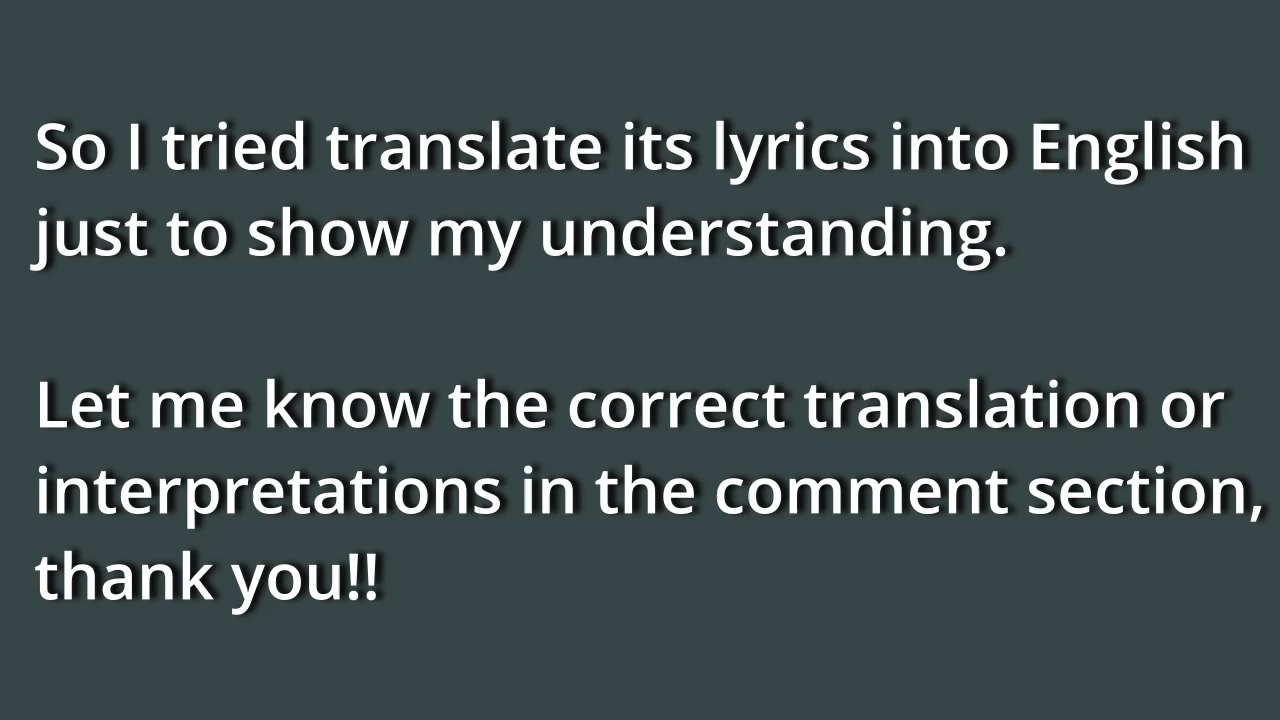 So I tried translate its lyrics into English
just to show my understanding.
Let me know the correct translation or
interpretations in the comment section,
thank you!!